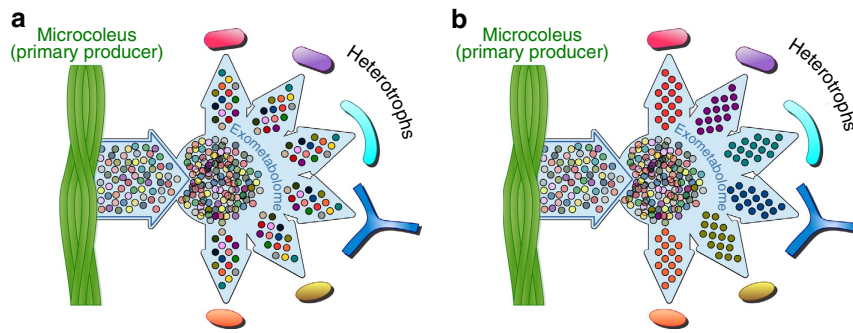 a
Microcoleus
(primary producer)
Heterotrophs
Exometabolome
b
Microcoleus
(primary producer)
Heterotrophs
Exometabolome